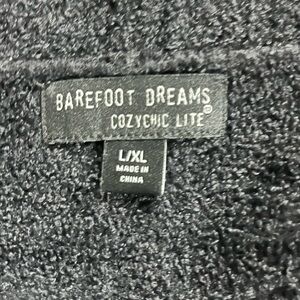 BAREFOOT DREAMS®
COZYCHIC LITE
L/XL
MADE IN
CHINA